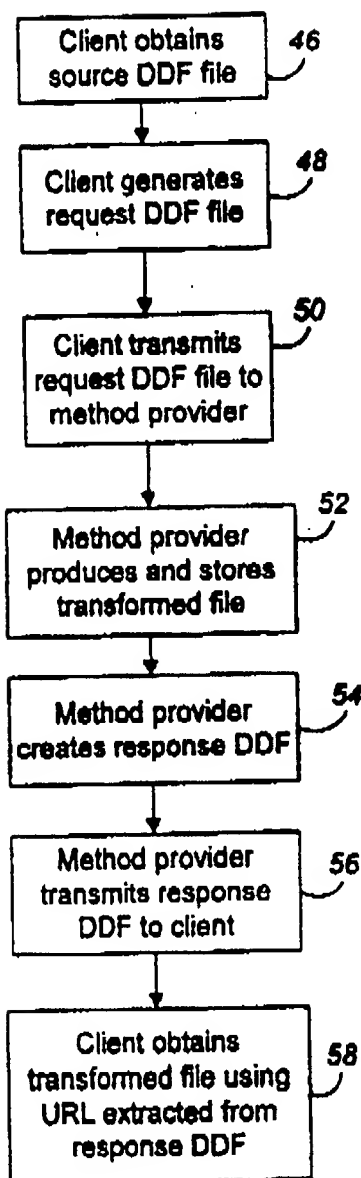 Client obtains
source DDF file
46
Client generates
request DDF file
48
Client transmits
request DDF file to
method provider
50
Method provider
produces and stores
transformed file
52
Method provider
creates response DDF
54
Method provider
transmits response
DDF to client
56
Client obtains
transformed file using
URL extracted from
response DDF
58